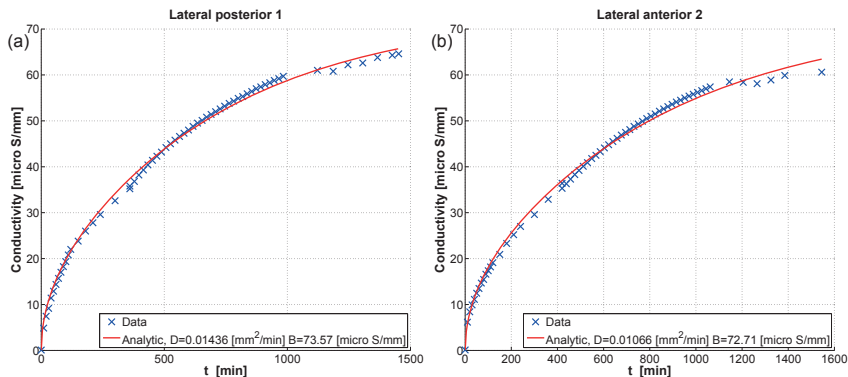 Lateral posterior 1
(a)
Conductivity [micro S/mm]
70
60
50
40
30
20
10
0
0
500
1000
1500
t [min]
Data
Analytic, D=0.01436 [mm²/min] B=73.57 [micro S/mm]
Lateral anterior 2
(b)
Conductivity [micro S/mm]
70
60
50
40
30
20
10
0
0
200
400
600
800
1000
1200
1400
1600
t [min]
Data
Analytic, D=0.01066 [mm²/min] B=72.71 [micro S/mm]